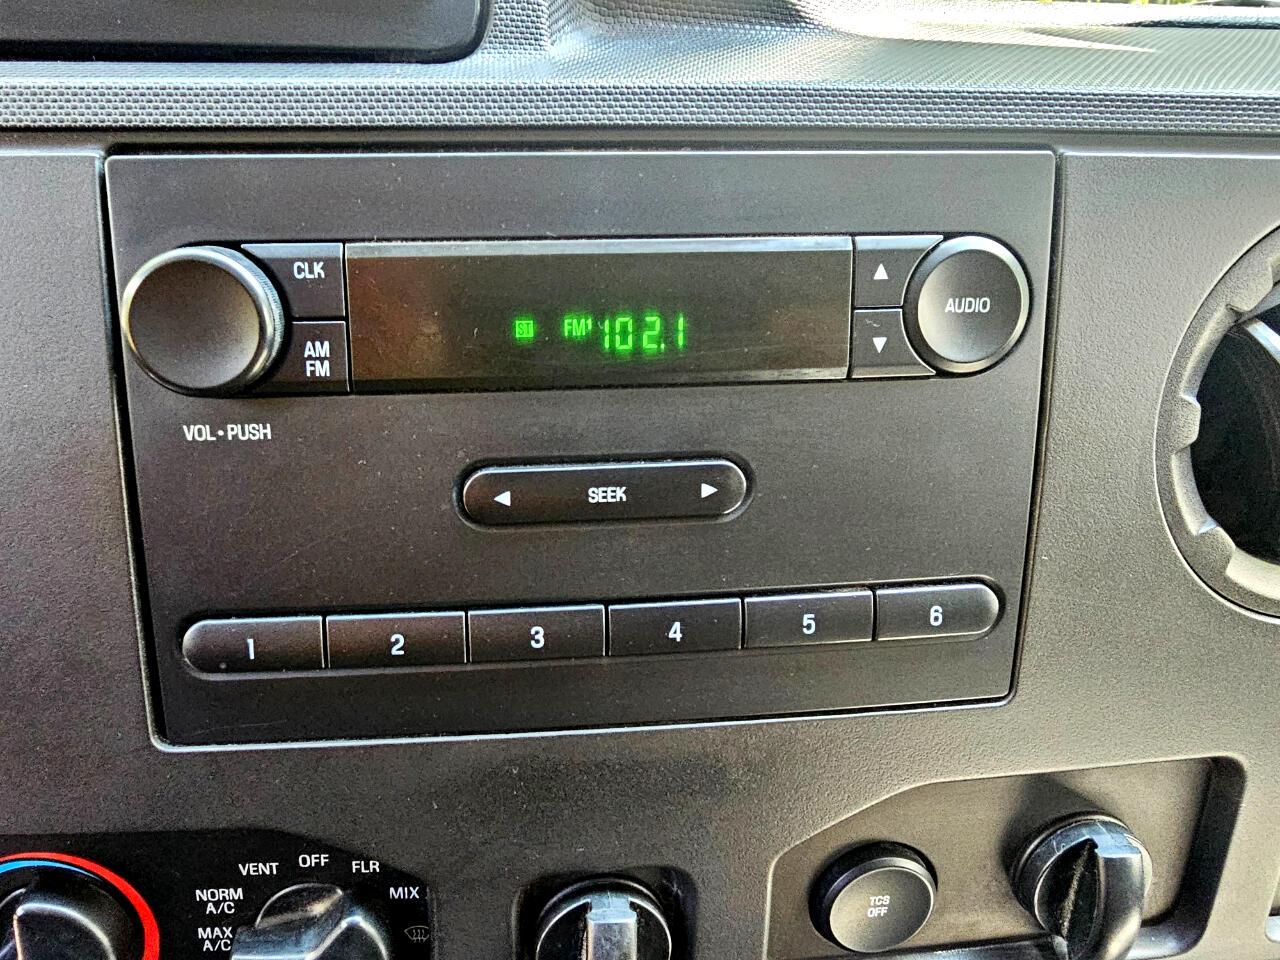 CLK
ST FM1 102.1
AUDIO
AM
FM
VOL • PUSH
SEEK
1 2 3 4 5 6
VENT OFF FLR
NORM
A/C
MIX
MAX
A/C
TCS
OFF